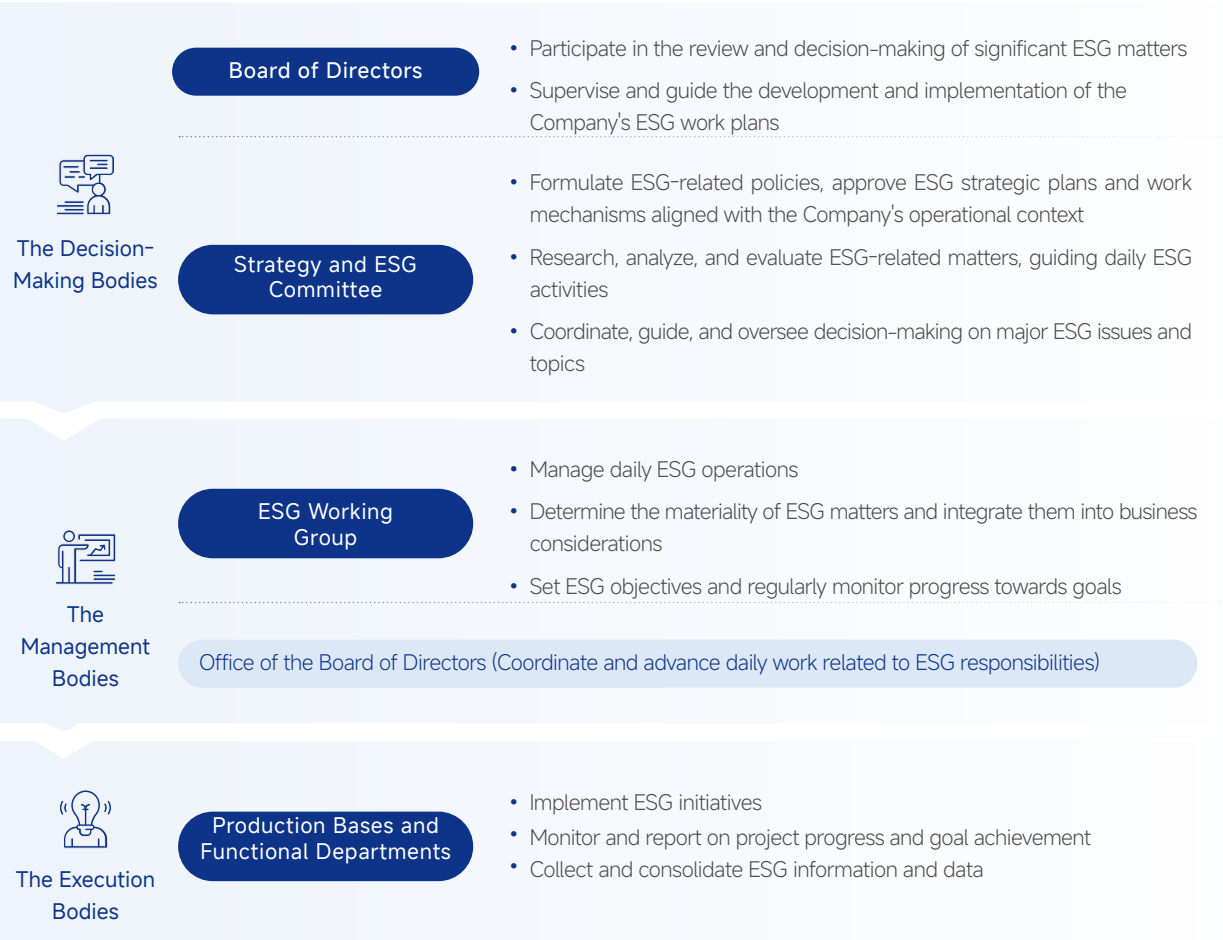 Board of Directors
• Participate in the review and decision-making of significant ESG matters
• Supervise and guide the development and implementation of the
Company's ESG work plans
The Decision-
Making Bodies
Strategy and ESG
Committee
• Formulate ESG-related policies, approve ESG strategic plans and work
mechanisms aligned with the Company's operational context
• Research, analyze, and evaluate ESG-related matters, guiding daily ESG
activities
• Coordinate, guide, and oversee decision-making on major ESG issues and
topics
The
Management
Bodies
ESG Working
Group
• Manage daily ESG operations
• Determine the materiality of ESG matters and integrate them into business
considerations
• Set ESG objectives and regularly monitor progress towards goals
Office of the Board of Directors (Coordinate and advance daily work related to ESG responsibilities)
The Execution
Bodies
Production Bases and
Functional Departments
• Implement ESG initiatives
• Monitor and report on project progress and goal achievement
• Collect and consolidate ESG information and data